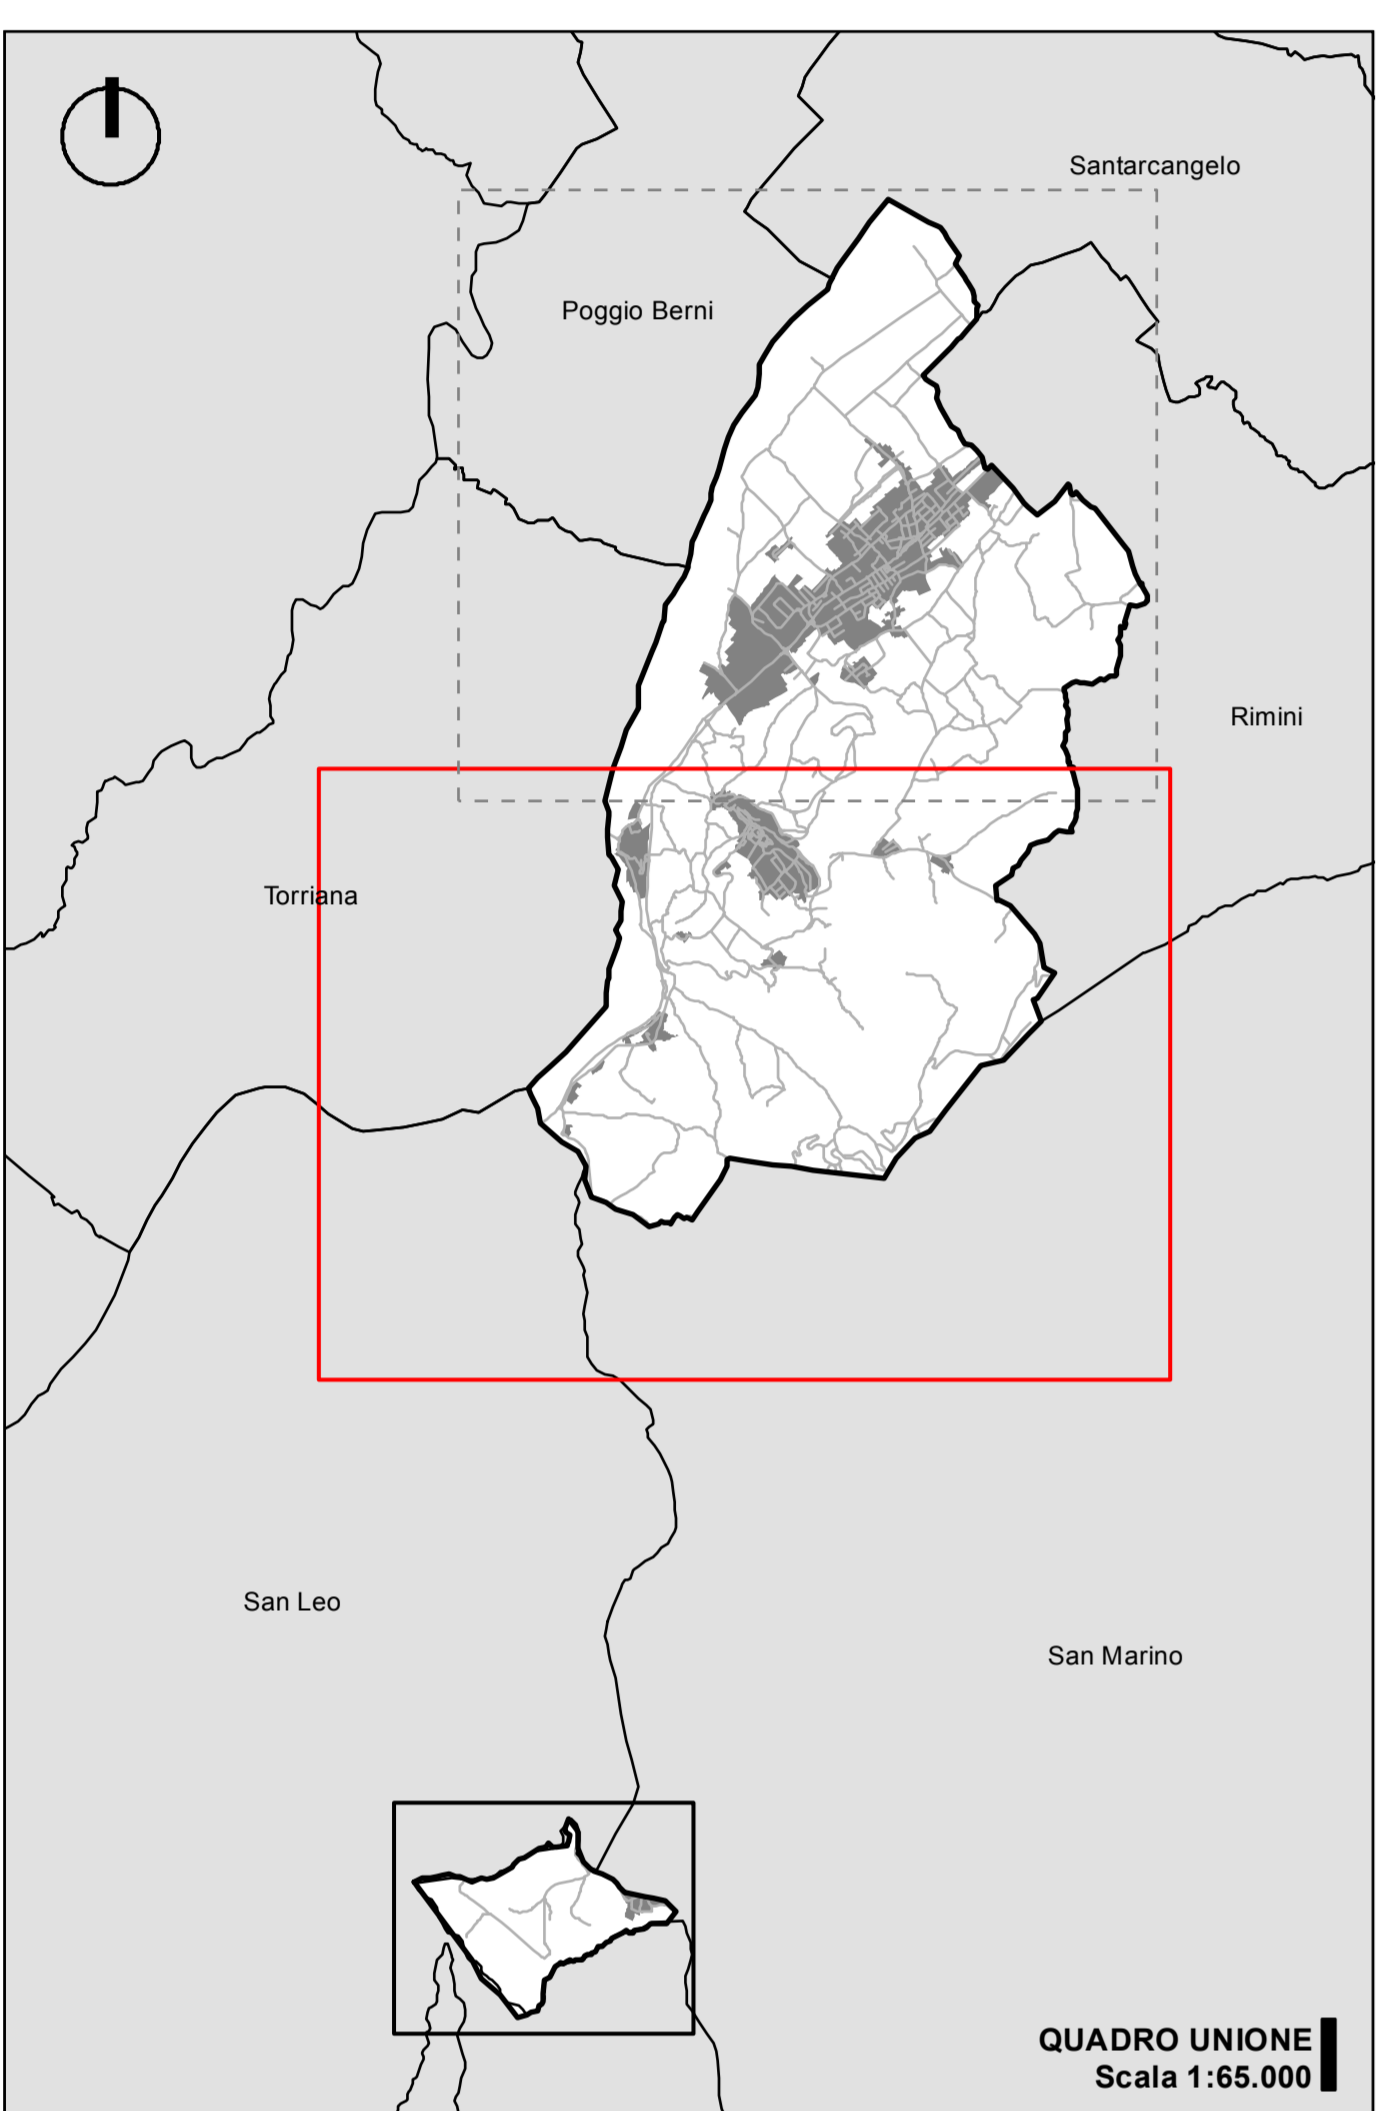 Santarcangelo
Poggio Berni
Rimini
Torriana
San Leo
San Marino
QUADRO UNIONE
Scala 1:65.000